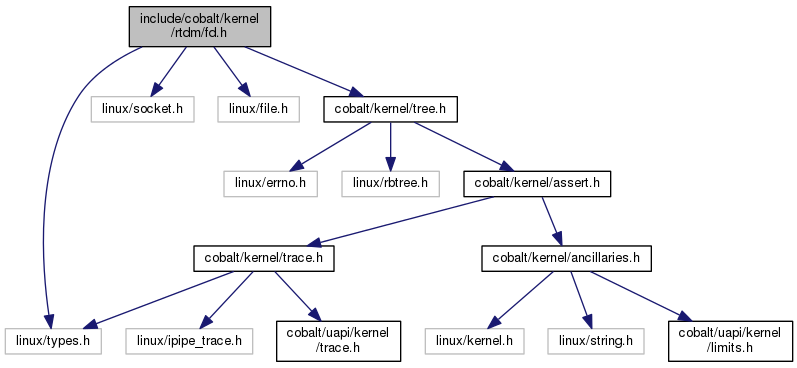 include/cobalt/kernel
/rtdm/fd.h
linux/socket.h
linux/file.h
cobalt/kernel/tree.h
linux/errno.h
linux/rbtree.h
cobalt/kernel/assert.h
cobalt/kernel/trace.h
cobalt/kernel/ancillaries.h
linux/types.h
linux/ipipe_trace.h
cobalt/uapi/kernel
/trace.h
linux/kernel.h
linux/string.h
cobalt/uapi/kernel
/limits.h